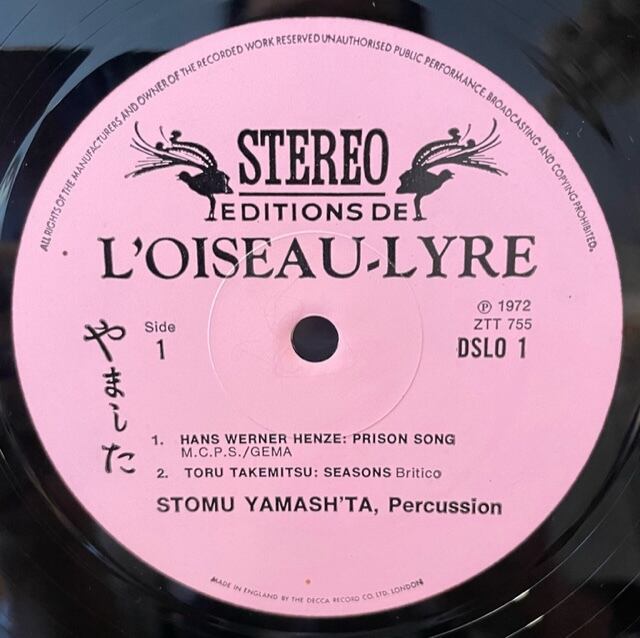 ALL RIGHTS OF THE MANUFACTURERS AND OWNER OF THE RECORDED WORK RESERVED UNAUTHORISED PUBLIC PERFORMANCE, BROADCASTING AND COPYING PROHIBITED.
STEREO
EDITIONS DE
L'OISEAU-LYRE
℗ 1972
ZTT 755
DSLO 1
Side
1
やました
1. HANS WERNER HENZE: PRISON SONG
M.C.P.S./GEMA
2. TORU TAKEMITSU: SEASONS Britico
STOMU YAMASH'TA, Percussion
MADE IN ENGLAND BY THE DECCA RECORD CO. LTD. LONDON